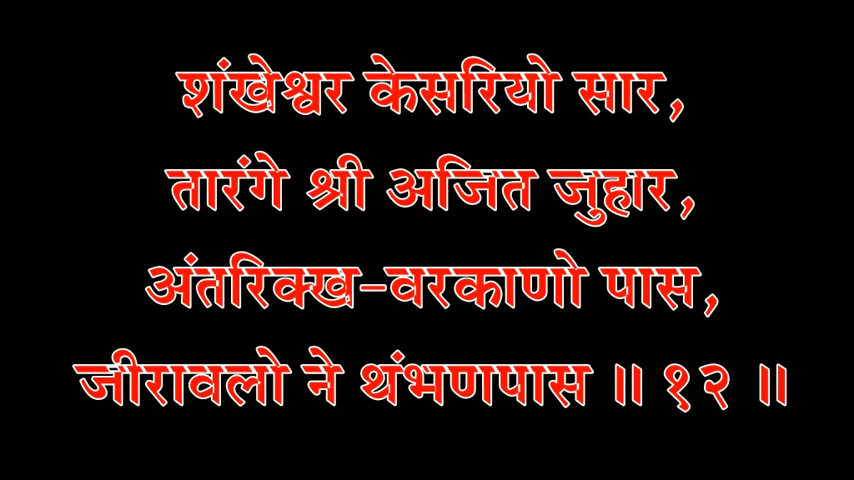 शंखेश्वर केसरियो सार,
तारंगे श्री अजित जुहार,
अंतरिक्ख-वरकाणो पास,
जीरावलो ने थंभणपास ॥ १२ ॥